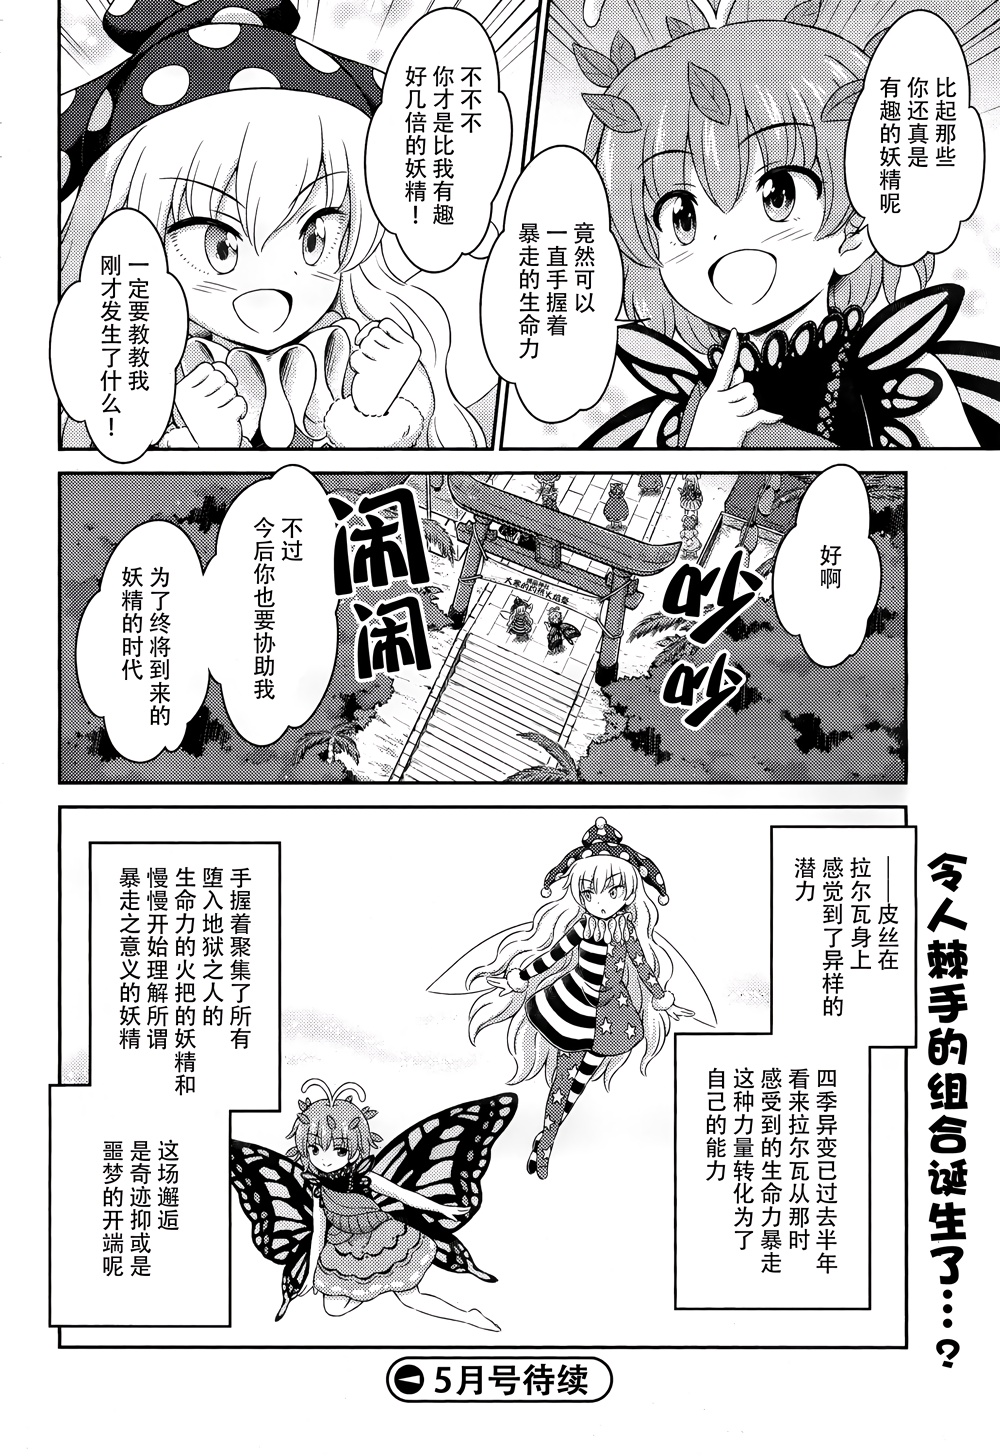 比起那些
你还真是
有趣的妖精呢
竟然可以
一直手握着
暴走的生命力
不不不
你才是比我有趣
好几倍的妖精！
一定要教教我
刚才发生了什么！
好啊
闹
闹
不过
今后你也要协助我
为了终将到来的
妖精的时代
——皮丝在
拉尔瓦身上
感觉到了异样的
潜力
四季异变已过去半年
看来拉尔瓦从那时
感受到的生命力暴走
这种力量转化为了
自己的能力
手握着聚集了所有
堕入地狱之人的
生命力的火把的妖精和
慢慢开始理解所谓
暴走之意义的妖精
这场邂逅
是奇迹抑或是
噩梦的开端呢
令人棘手的组合诞生了…？
5月号待续